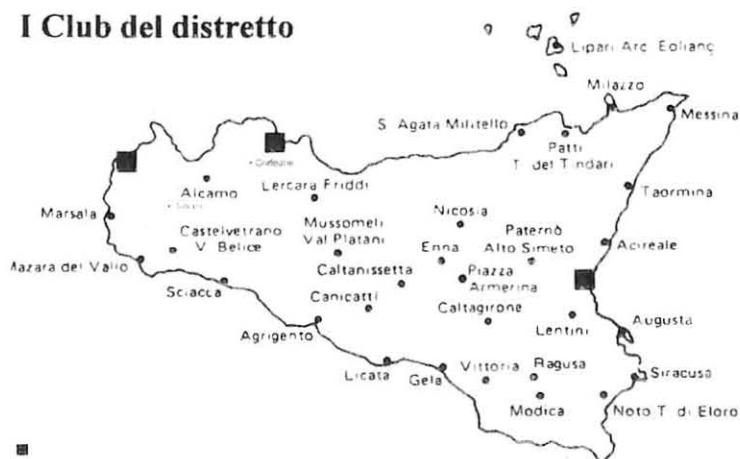 I Club del distretto
Lipari Arc Eolianç
Milazzo
Messina
S. Agata Militello
Patti
T. del Tindari
Taormina
Alcamo
Lercara Friddi
Marsala
Castelvetrano
V. Belice
Mussomeli
Val Platani
Nicosia
Paternò
Alto Simeto
Acireale
Mazara del Vallo
Enna
Caltanissetta
Piazza
Armerina
Sciacca
Canicatti
Caltagirone
Agrigento
Lentini
Augusta
Licata
Gela
Vittoria
Ragusa
Siracusa
Modica
Noto T. di Eloro